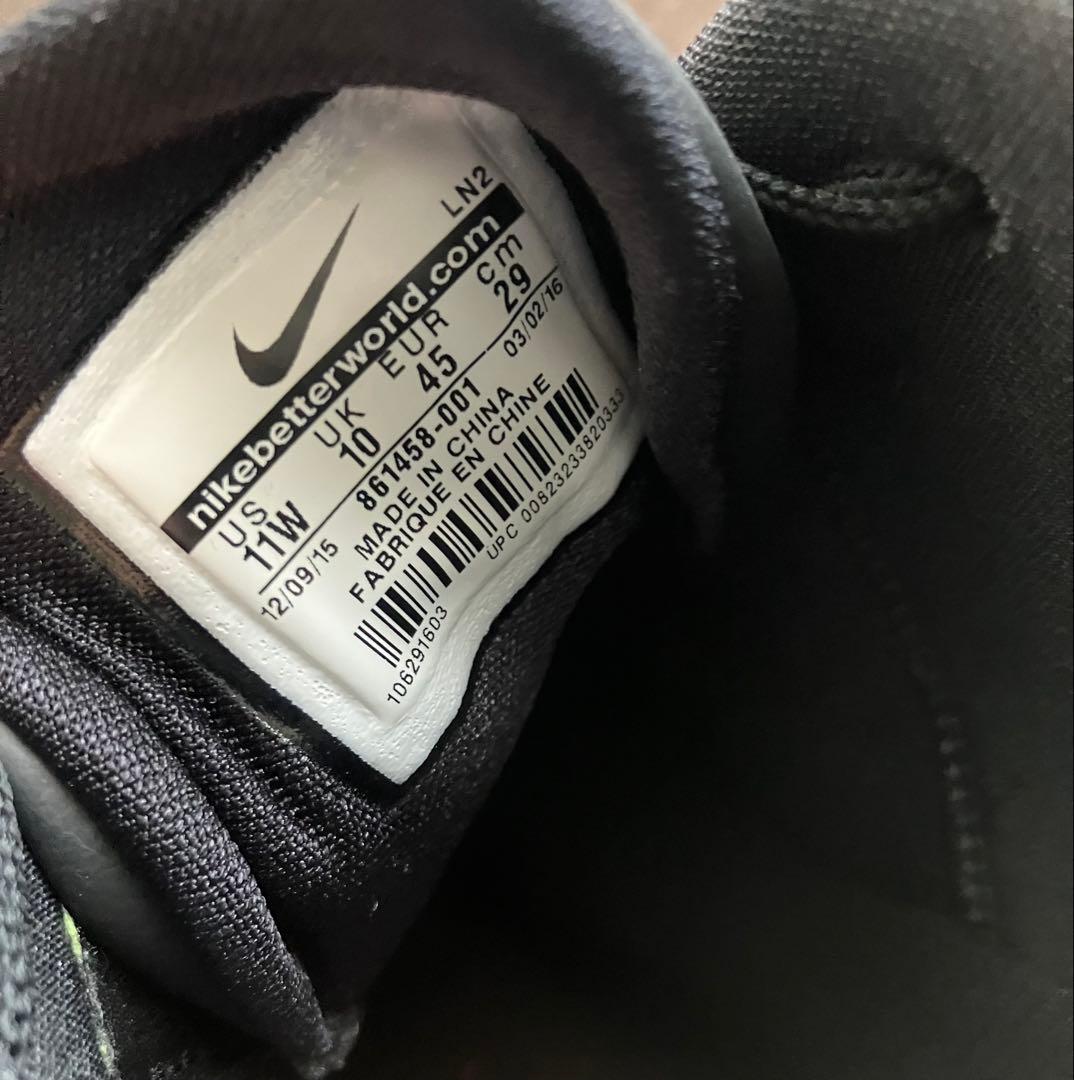 LN2
nikebetterworld.com
US UK EUR cm
11W 10 45 29
12/09/15 861458-001 03/02/16
MADE IN CHINA
FABRIQUE EN CHINE
UPC 00823233820333
106291603